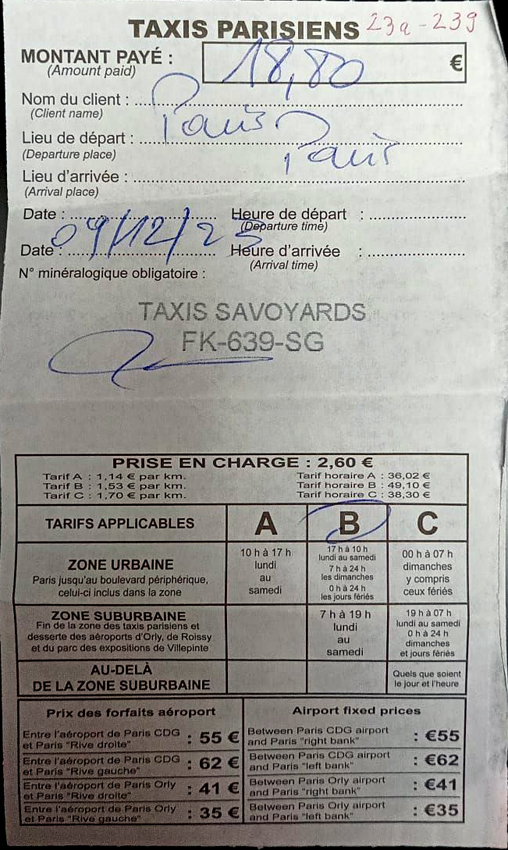 TAXIS PARISIENS 23a-239
MONTANT PAYÉ : 18,80 €
(Amount paid)
Nom du client :
(Client name)
Paris
Lieu de départ :
(Departure place)
Paris
Lieu d'arrivée :
(Arrival place)
Date : Heure de départ :
(Departure time)
09/12/23
Date : Heure d'arrivée :
(Arrival time)
N° minéralogique obligatoire :
TAXIS SAVOYARDS
FK-639-SG
PRISE EN CHARGE : 2,60 €
Tarif A : 1,14 € par km. Tarif horaire A : 36,02 €
Tarif B : 1,53 € par km. Tarif horaire B : 49,10 €
Tarif C : 1,70 € par km. Tarif horaire C : 38,30 €
TARIFS APPLICABLES A B C
ZONE URBAINE
Paris jusqu'au boulevard périphérique,
celui-ci inclus dans la zone
10 h à 17 h
lundi
au
samedi
17 h à 10 h
lundi au samedi
7 h à 24 h
les dimanches
0 h à 24 h
les jours fériés
00 h à 07 h
dimanches
y compris
ceux fériés
ZONE SUBURBAINE
Fin de la zone des taxis parisiens et
desserte des aéroports d'Orly, de Roissy
et du parc des expositions de Villepinte
7 h à 19 h
lundi
au
samedi
19 h à 07 h
lundi au samedi
0 h à 24 h
dimanches
et jours fériés
AU-DELÀ
DE LA ZONE SUBURBAINE
Quels que soient
le jour et l'heure
Prix des forfaits aéroport
Entre l'aéroport de Paris CDG
et Paris "Rive droite" : 55 €
Entre l'aéroport de Paris CDG
et Paris "Rive gauche" : 62 €
Entre l'aéroport de Paris Orly
et Paris "Rive droite" : 41 €
Entre l'aéroport de Paris Orly
et Paris "Rive gauche" : 35 €
Airport fixed prices
Between Paris CDG airport
and Paris "right bank" : €55
Between Paris CDG airport
and Paris "left bank" : €62
Between Paris Orly airport
and Paris "right bank" : €41
Between Paris Orly airport
and Paris "left bank" : €35